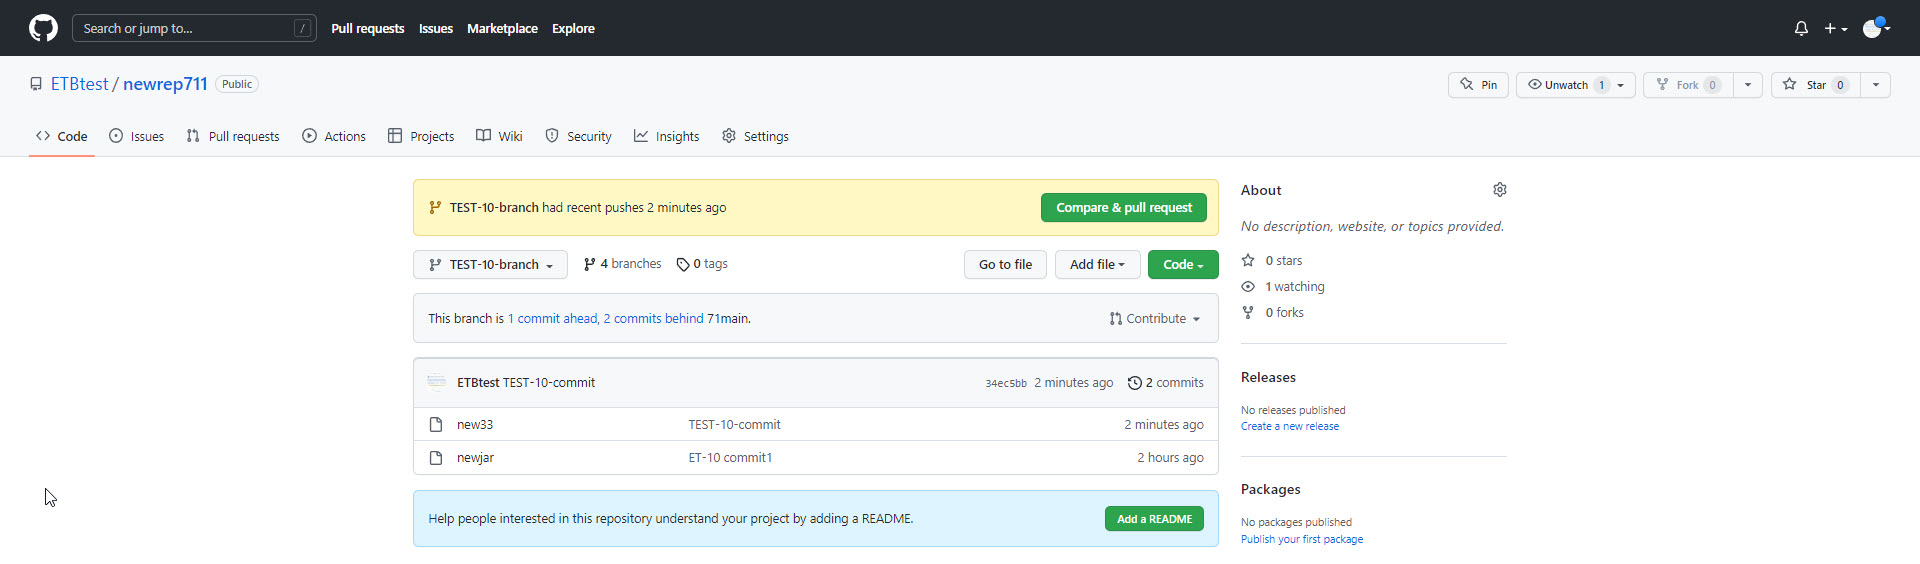 Search or jump to... / Pull requests Issues Marketplace Explore
ETBtest / newrep711 Public Pin Unwatch 1 Fork 0 Star 0
Code Issues Pull requests Actions Projects Wiki Security Insights Settings
TEST-10-branch had recent pushes 2 minutes ago Compare & pull request
TEST-10-branch 4 branches 0 tags Go to file Add file Code
This branch is 1 commit ahead, 2 commits behind 71main. Contribute
ETBtest TEST-10-commit 34ec5bb 2 minutes ago 2 commits
new33 TEST-10-commit 2 minutes ago
newjar ET-10 commit1 2 hours ago
Help people interested in this repository understand your project by adding a README. Add a README
About
No description, website, or topics provided.
0 stars
1 watching
0 forks
Releases
No releases published
Create a new release
Packages
No packages published
Publish your first package